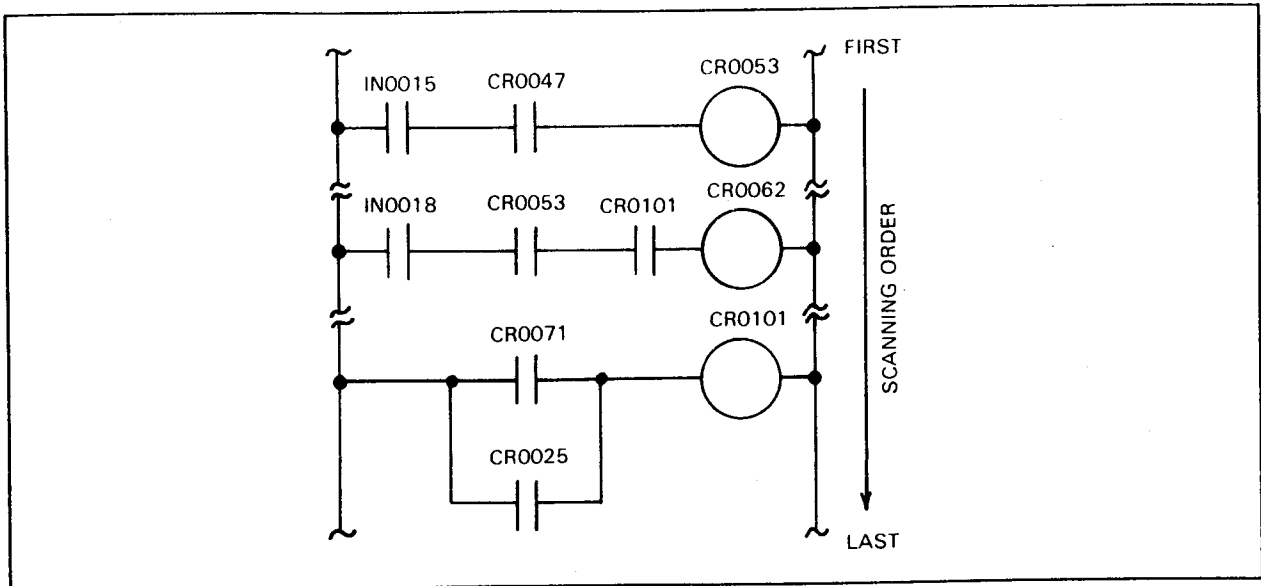 FIRST
IN0015 CR0047 CR0053
IN0018 CR0053 CR0101 CR0062
CR0071 CR0101
CR0025
SCANNING ORDER
LAST